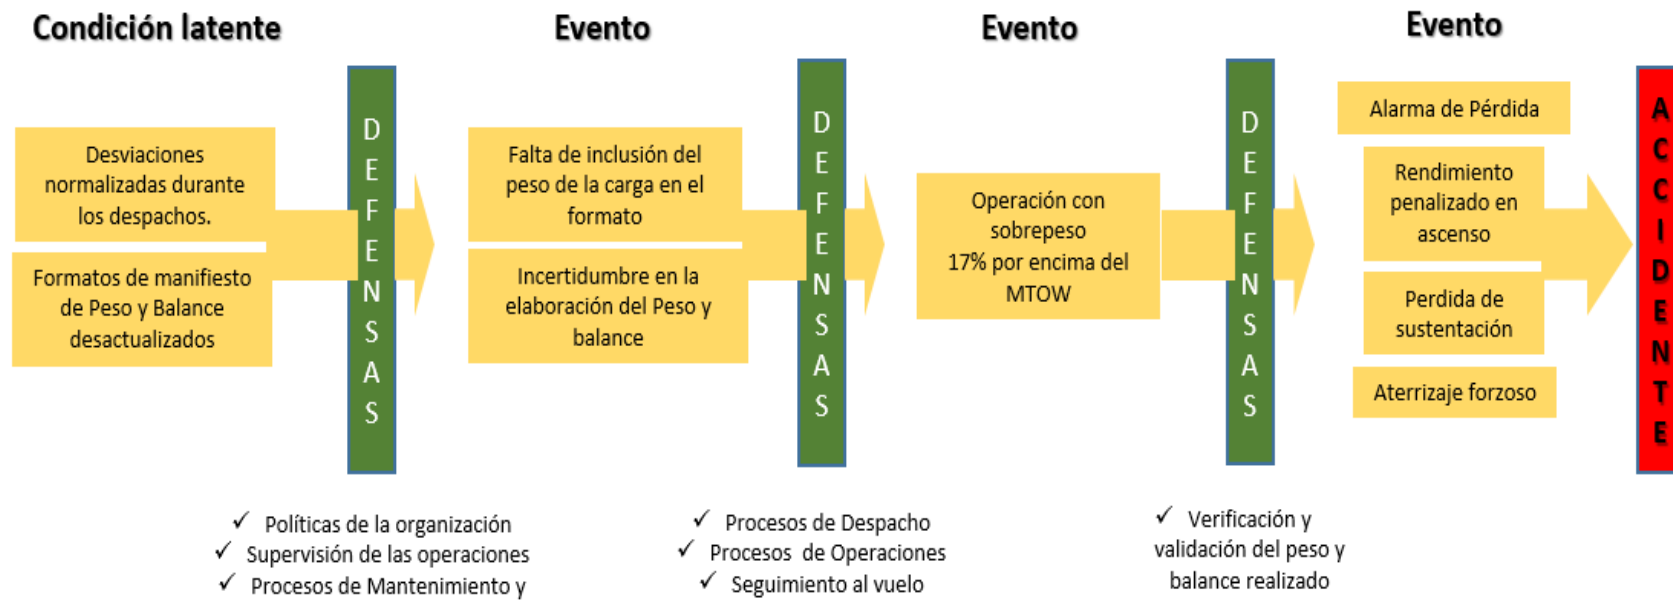 Condición latente
Desviaciones
normalizadas durante
los despachos.
Formatos de manifiesto
de Peso y Balance
desactualizados
DEFENSAS
Políticas de la organización
Supervisión de las operaciones
Procesos de Mantenimiento y
Evento
Falta de inclusión del
peso de la carga en el
formato
Incertidumbre en la
elaboración del Peso y
balance
DEFENSAS
Procesos de Despacho
Procesos de Operaciones
Seguimiento al vuelo
Evento
Operación con
sobrepeso
17% por encima del
MTOW
DEFENSAS
Verificación y
validación del peso y
balance realizado
Evento
Alarma de Pérdida
Rendimiento
penalizado en
ascenso
Perdida de
sustentación
Aterrizaje forzoso
ACCIDENTE